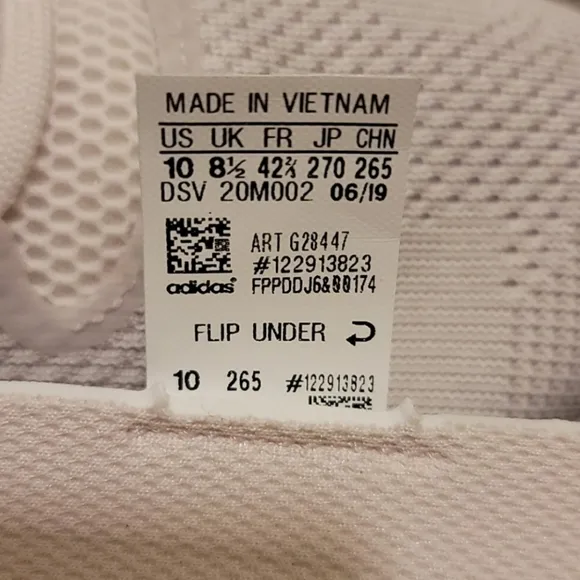 MADE IN VIETNAM
US UK FR JP CHN
10 8½ 42⅔ 270 265
DSV 20M002 06/19
ART G28447
#122913823
adidas
FLIP UNDER
10 265 #122913823